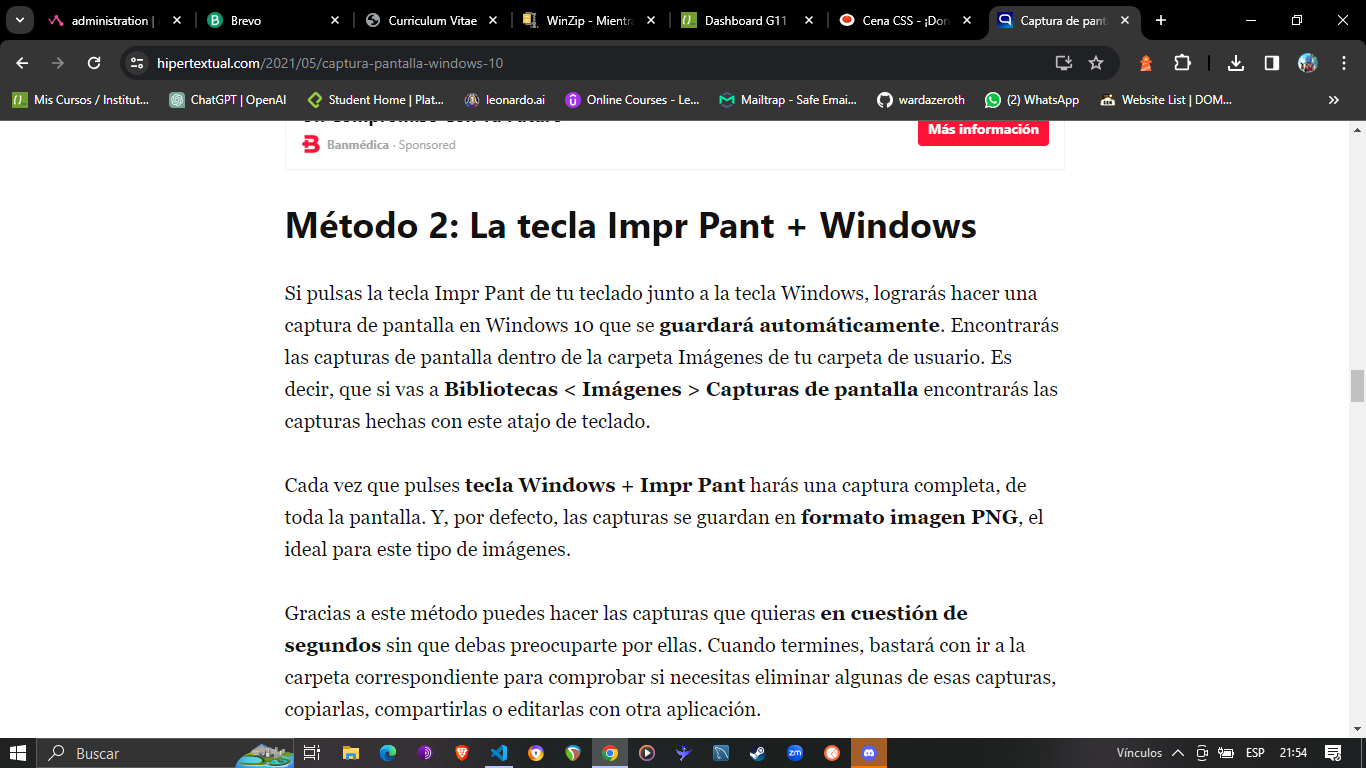 administration |
Brevo
Curriculum Vitae
WinZip - Mientra
Dashboard G11
Cena CSS - ¡Don
Captura de pant
hipertextual.com/2021/05/captura-pantalla-windows-10
Mis Cursos / Institut...
ChatGPT | OpenAI
Student Home | Plat...
leonardo.ai
Online Courses - Le...
Mailtrap - Safe Emai...
wardazeroth
(2) WhatsApp
Website List | DOM...
Más información
Banmédica · Sponsored
Método 2: La tecla Impr Pant + Windows
Si pulsas la tecla Impr Pant de tu teclado junto a la tecla Windows, lograrás hacer una
captura de pantalla en Windows 10 que se guardará automáticamente. Encontrarás
las capturas de pantalla dentro de la carpeta Imágenes de tu carpeta de usuario. Es
decir, que si vas a Bibliotecas < Imágenes > Capturas de pantalla encontrarás las
capturas hechas con este atajo de teclado.
Cada vez que pulses tecla Windows + Impr Pant harás una captura completa, de
toda la pantalla. Y, por defecto, las capturas se guardan en formato imagen PNG, el
ideal para este tipo de imágenes.
Gracias a este método puedes hacer las capturas que quieras en cuestión de
segundos sin que debas preocuparte por ellas. Cuando termines, bastará con ir a la
carpeta correspondiente para comprobar si necesitas eliminar algunas de esas capturas,
copiarlas, compartirlas o editarlas con otra aplicación.
Buscar
zm
Vínculos
ESP
21:54